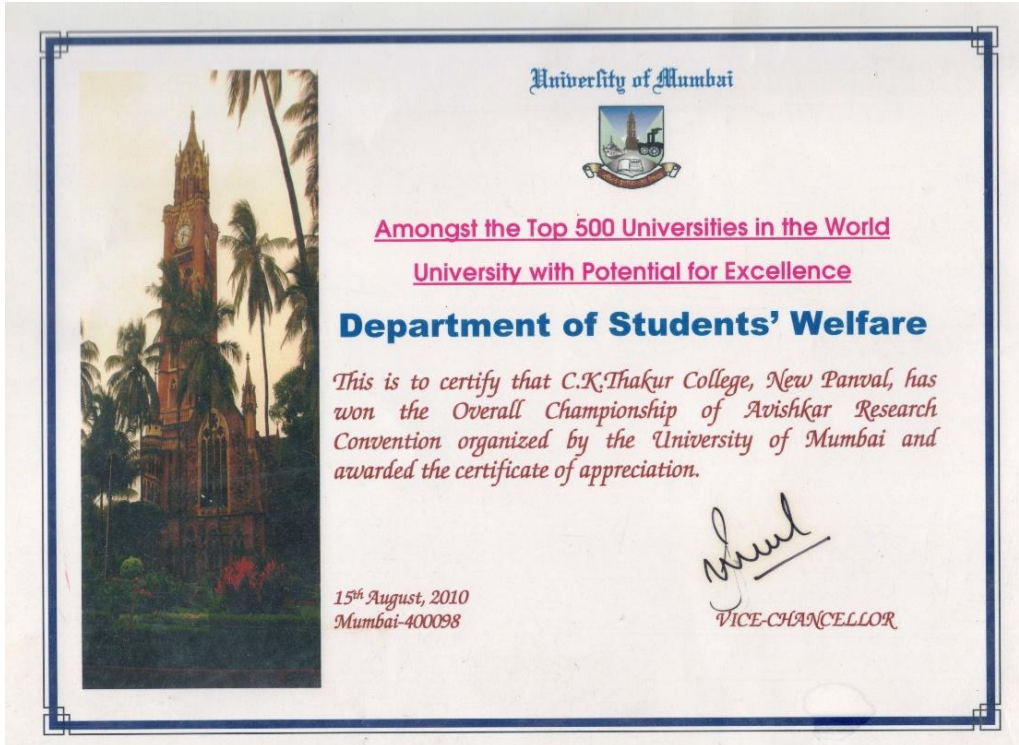 University of Mumbai
Amongst the Top 500 Universities in the World
University with Potential for Excellence
Department of Students' Welfare
This is to certify that C.K.Thakur College, New Panval, has
won the Overall Championship of Avishkar Research
Convention organized by the University of Mumbai and
awarded the certificate of appreciation.
15th August, 2010
Mumbai-400098
VICE-CHANCELLOR